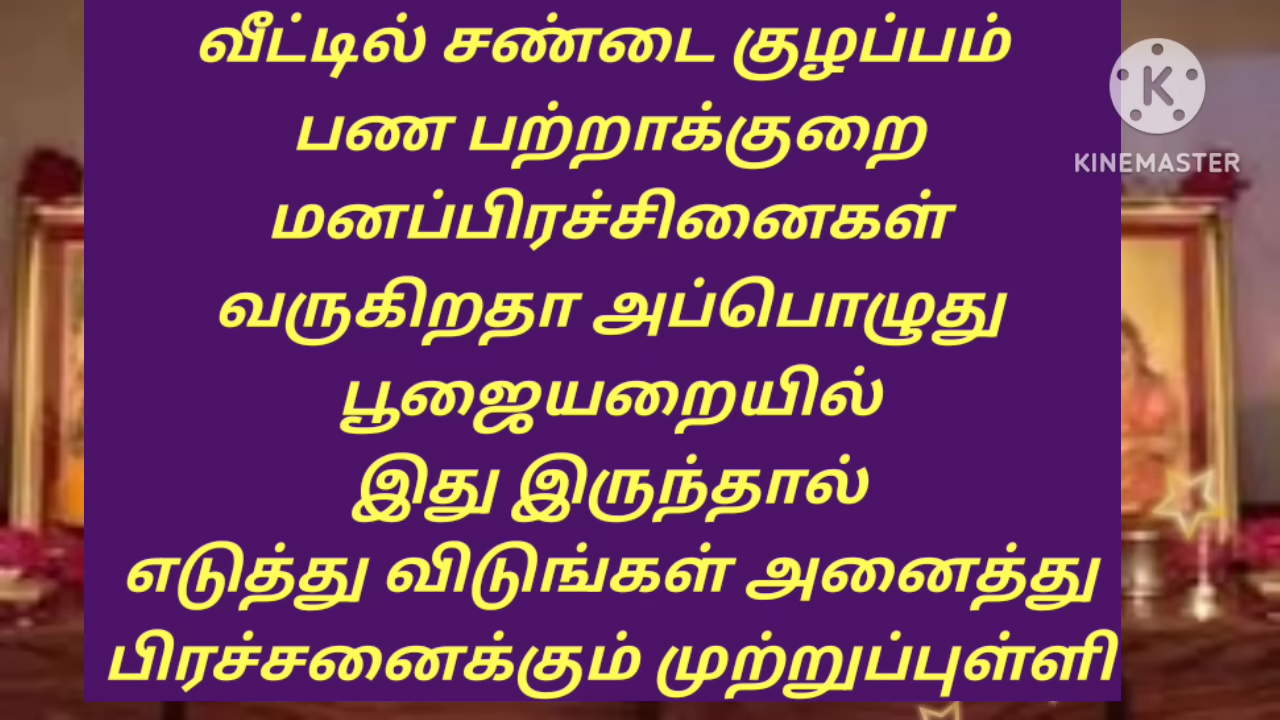 வீட்டில் சண்டை குழப்பம்
பண பற்றாக்குறை
மனப்பிரச்சினைகள்
வருகிறதா அப்பொழுது
பூஜையறையில்
இது இருந்தால்
எடுத்து விடுங்கள் அனைத்து
பிரச்சனைக்கும் முற்றுப்புள்ளி
K
KINEMASTER